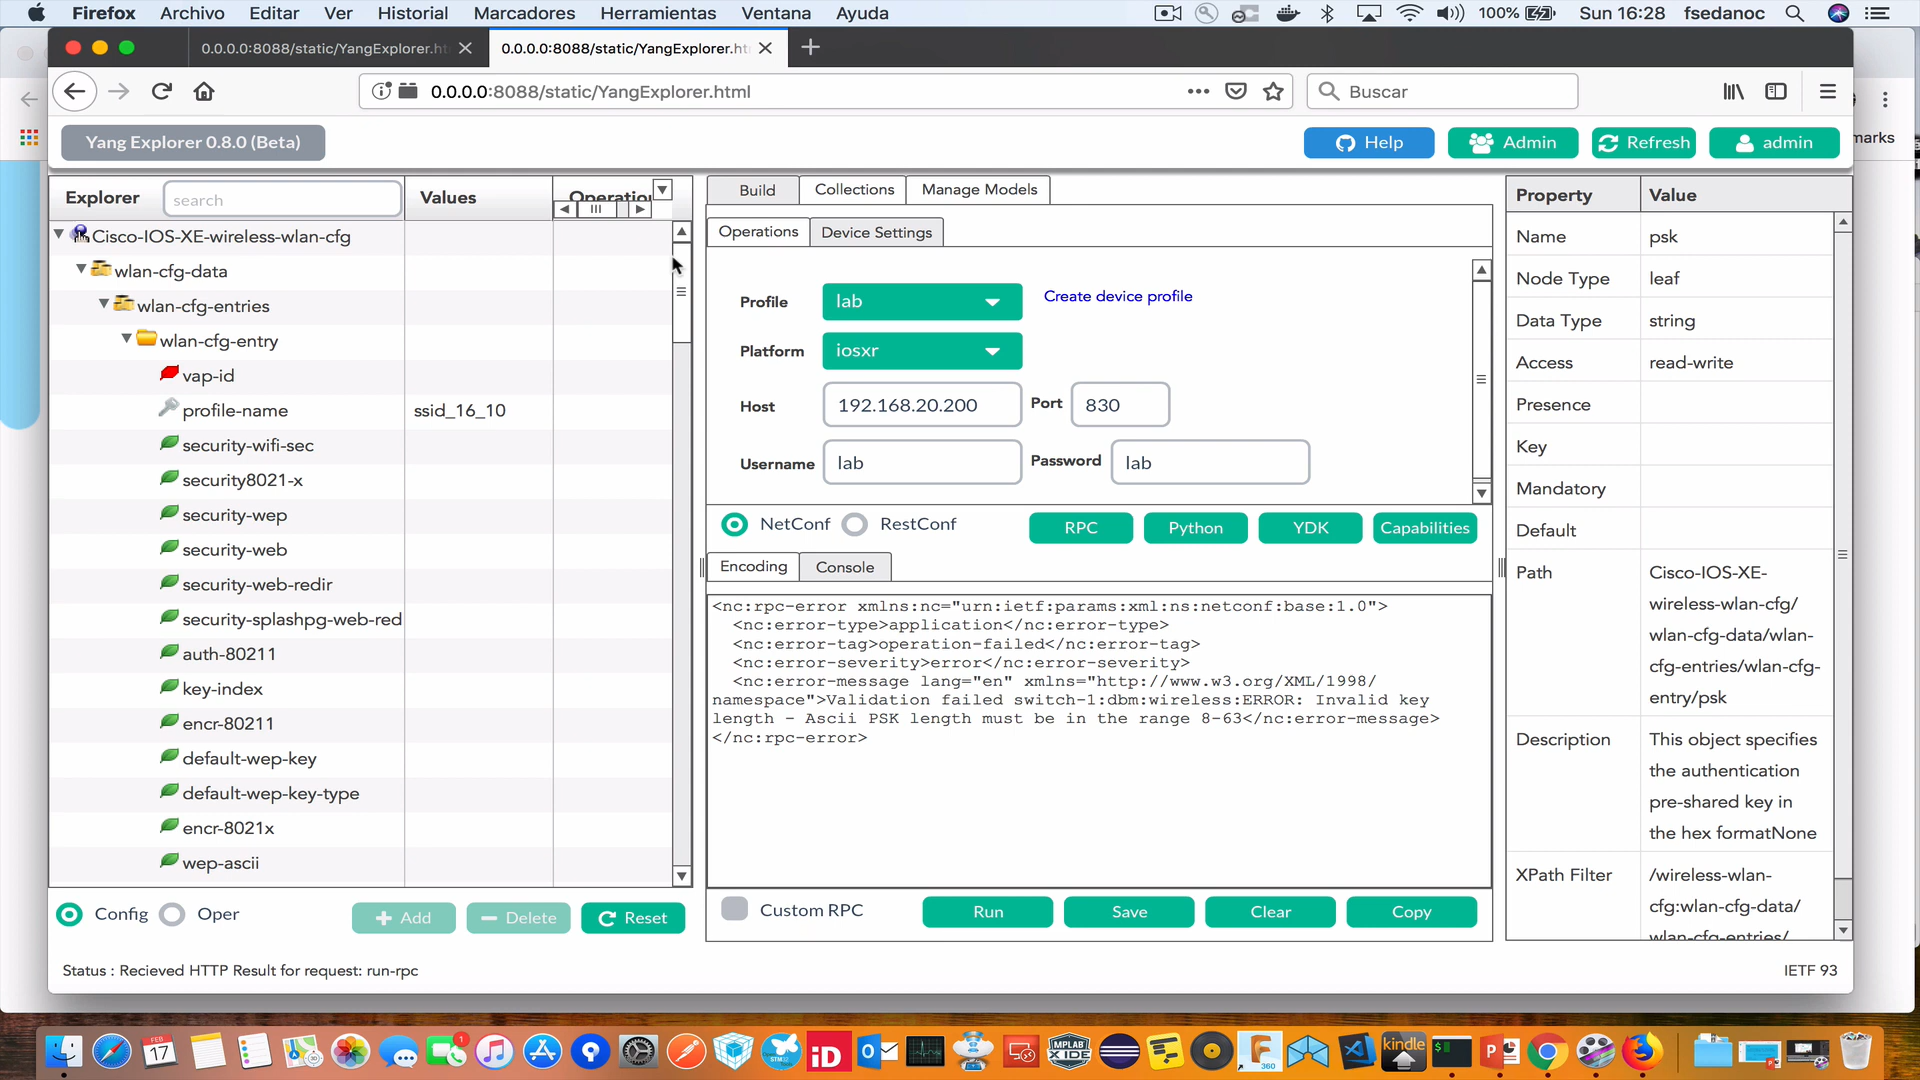 Firefox Archivo Editar Ver Historial Marcadores Herramientas Ventana Ayuda 100% Sun 16:28 fsedanoc
0.0.0.0:8088/static/YangExplorer.ht 0.0.0.0:8088/static/YangExplorer.ht
0.0.0.0:8088/static/YangExplorer.html Buscar
Yang Explorer 0.8.0 (Beta) Help Admin Refresh admin
marks
Explorer search Values Operation
Cisco-IOS-XE-wireless-wlan-cfg
wlan-cfg-data
wlan-cfg-entries
wlan-cfg-entry
vap-id
profile-name ssid_16_10
security-wifi-sec
security8021-x
security-wep
security-web
security-web-redir
security-splashpg-web-red
auth-80211
key-index
encr-80211
default-wep-key
default-wep-key-type
encr-8021x
wep-ascii
Config Oper Add Delete Reset
Build Collections Manage Models
Operations Device Settings
Profile lab Create device profile
Platform iosxr
Host 192.168.20.200 Port 830
Username lab Password lab
NetConf RestConf RPC Python YDK Capabilities
Encoding Console
<nc:rpc-error xmlns:nc="urn:ietf:params:xml:ns:netconf:base:1.0">
<nc:error-type>application</nc:error-type>
<nc:error-tag>operation-failed</nc:error-tag>
<nc:error-severity>error</nc:error-severity>
<nc:error-message lang="en" xmlns="http://www.w3.org/XML/1998/
namespace">Validation failed switch-1:dbm:wireless:ERROR: Invalid key
length - Ascii PSK length must be in the range 8-63</nc:error-message>
</nc:rpc-error>
Custom RPC Run Save Clear Copy
Property Value
Name psk
Node Type leaf
Data Type string
Access read-write
Presence
Key
Mandatory
Default
Path Cisco-IOS-XE-
wireless-wlan-cfg/
wlan-cfg-data/wlan-
cfg-entries/wlan-cfg-
entry/psk
Description This object specifies
the authentication
pre-shared key in
the hex formatNone
XPath Filter /wireless-wlan-
cfg:wlan-cfg-data/
wlan-cfg-entries/
Status : Recieved HTTP Result for request: run-rpc IETF 93
FEB
17
1
STM32
iD
MPLAB
X IDE
360
kindle